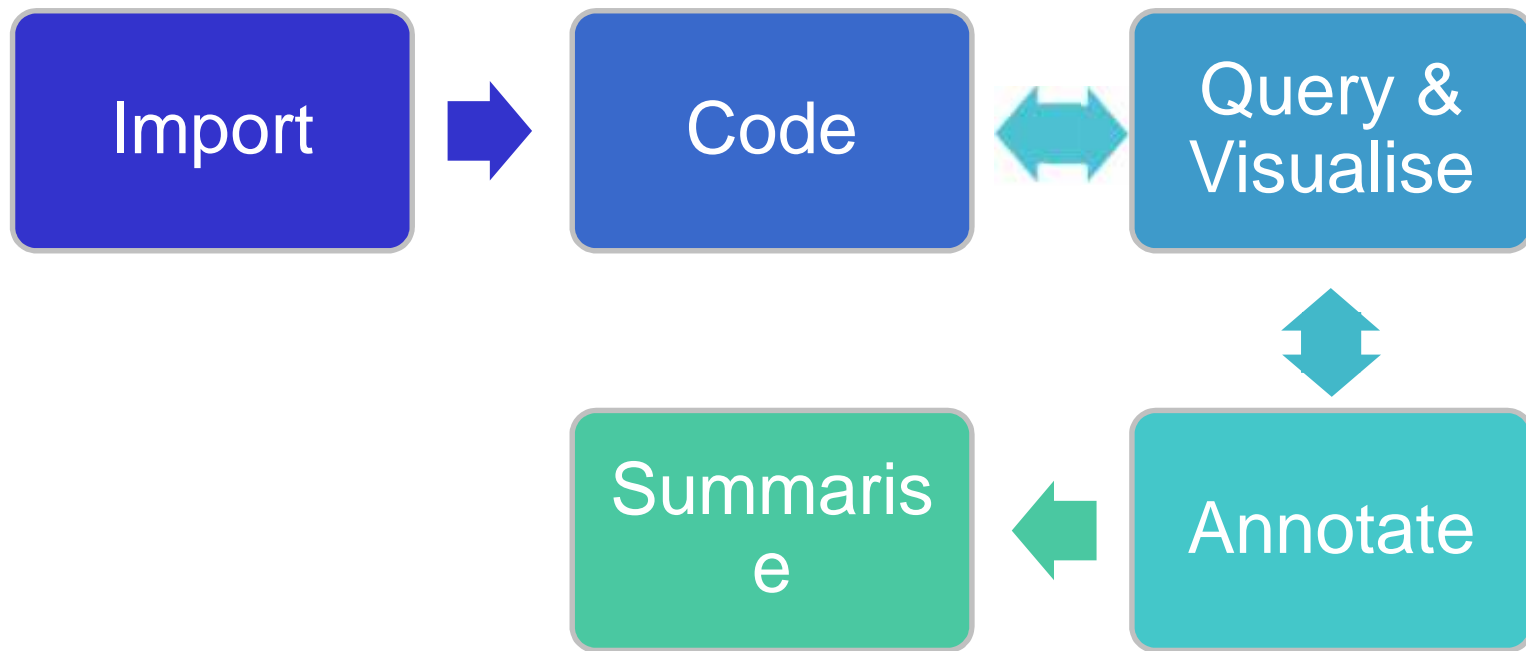 Import
Code
Query &
Visualise
Annotate
Summaris
e